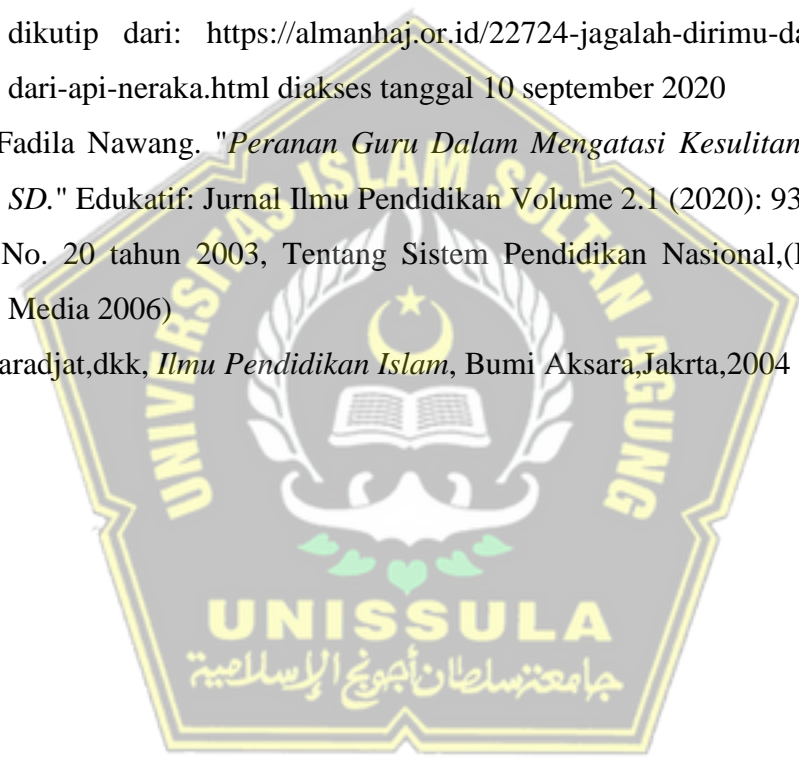 dikutip dari: https://almanhaj.or.id/22724-jagalah-dirimu-da
dari-api-neraka.html diakses tanggal 10 september 2020
Fadila Nawang. "Peranan Guru Dalam Mengatasi Kesulitan
SD." Edukatif: Jurnal Ilmu Pendidikan Volume 2.1 (2020): 93
No. 20 tahun 2003, Tentang Sistem Pendidikan Nasional,(
Media 2006)
aradjat,dkk, Ilmu Pendidikan Islam, Bumi Aksara,Jakrta,2004
UNIVERSITAS ISLAM SULTAN AGUNG
UNISSULA
جامعتسلطان أجونج الإسلامية